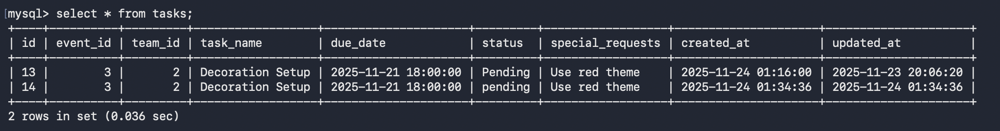 [mysql> select * from tasks;
+----+----------+---------+------------------+---------------------+---------+------------------+---------------------+---------------------+
| id | event_id | team_id | task_name        | due_date            | status  | special_requests | created_at          | updated_at          |
+----+----------+---------+------------------+---------------------+---------+------------------+---------------------+---------------------+
| 13 |        3 |       2 | Decoration Setup | 2025-11-21 18:00:00 | Pending | Use red theme    | 2025-11-24 01:16:00 | 2025-11-23 20:06:20 |
| 14 |        3 |       2 | Decoration Setup | 2025-11-21 18:00:00 | pending | Use red theme    | 2025-11-24 01:34:36 | 2025-11-24 01:34:36 |
+----+----------+---------+------------------+---------------------+---------+------------------+---------------------+---------------------+
2 rows in set (0.036 sec)